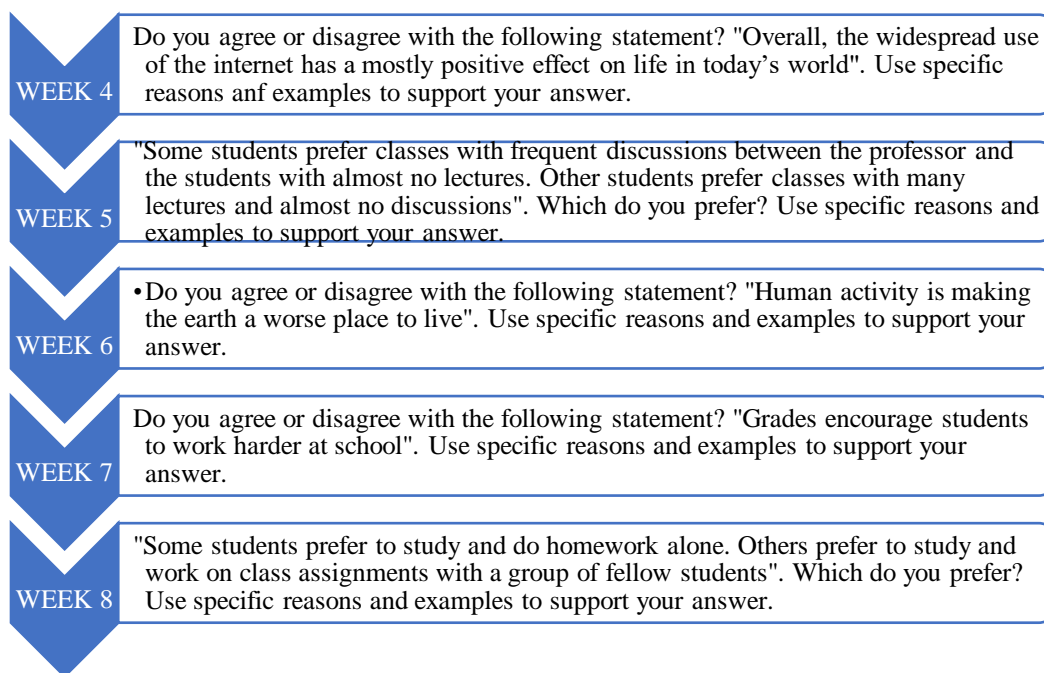 WEEK 4
Do you agree or disagree with the following statement? "Overall, the widespread use
of the internet has a mostly positive effect on life in today’s world". Use specific
reasons anf examples to support your answer.
WEEK 5
"Some students prefer classes with frequent discussions between the professor and
the students with almost no lectures. Other students prefer classes with many
lectures and almost no discussions". Which do you prefer? Use specific reasons and
examples to support your answer.
WEEK 6
•Do you agree or disagree with the following statement? "Human activity is making
the earth a worse place to live". Use specific reasons and examples to support your
answer.
WEEK 7
Do you agree or disagree with the following statement? "Grades encourage students
to work harder at school". Use specific reasons and examples to support your
answer.
WEEK 8
"Some students prefer to study and do homework alone. Others prefer to study and
work on class assignments with a group of fellow students". Which do you prefer?
Use specific reasons and examples to support your answer.